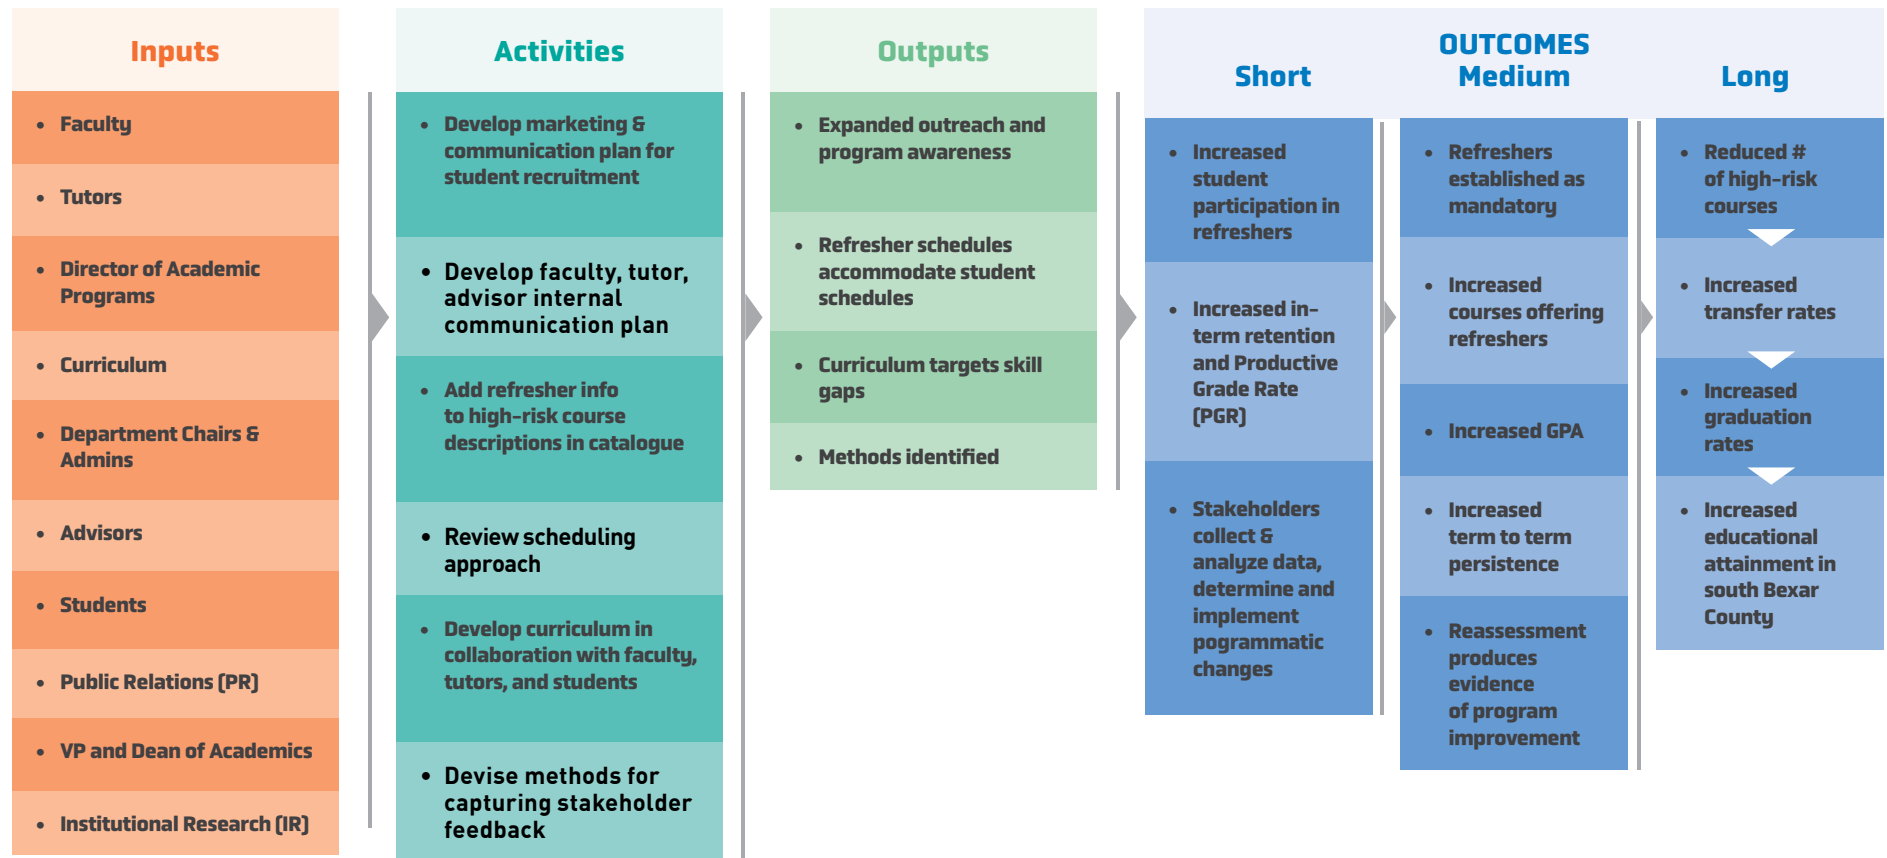 Inputs
• Faculty
• Tutors
• Director of Academic
Programs
• Curriculum
• Department Chairs &
Admins
• Advisors
• Students
• Public Relations (PR)
• VP and Dean of Academics
• Institutional Research (IR)
Activities
• Develop marketing &
communication plan for
student recruitment
• Develop faculty, tutor,
advisor internal
communication plan
• Add refresher info
to high-risk course
descriptions in catalogue
• Review scheduling
approach
• Develop curriculum in
collaboration with faculty,
tutors, and students
• Devise methods for
capturing stakeholder
feedback
Outputs
• Expanded outreach and
program awareness
• Refresher schedules
accommodate student
schedules
• Curriculum targets skill
gaps
• Methods identified
OUTCOMES
Short
• Increased
student
participation in
refreshers
• Increased in-
term retention
and Productive
Grade Rate
(PGR)
• Stakeholders
collect &
analyze data,
determine and
implement
pogrammatic
changes
Medium
• Refreshers
established as
mandatory
• Increased
courses offering
refreshers
• Increased GPA
• Increased
term to term
persistence
• Reassessment
produces
evidence
of program
improvement
Long
• Reduced #
of high-risk
courses
• Increased
transfer rates
• Increased
graduation
rates
• Increased
educational
attainment in
south Bexar
County